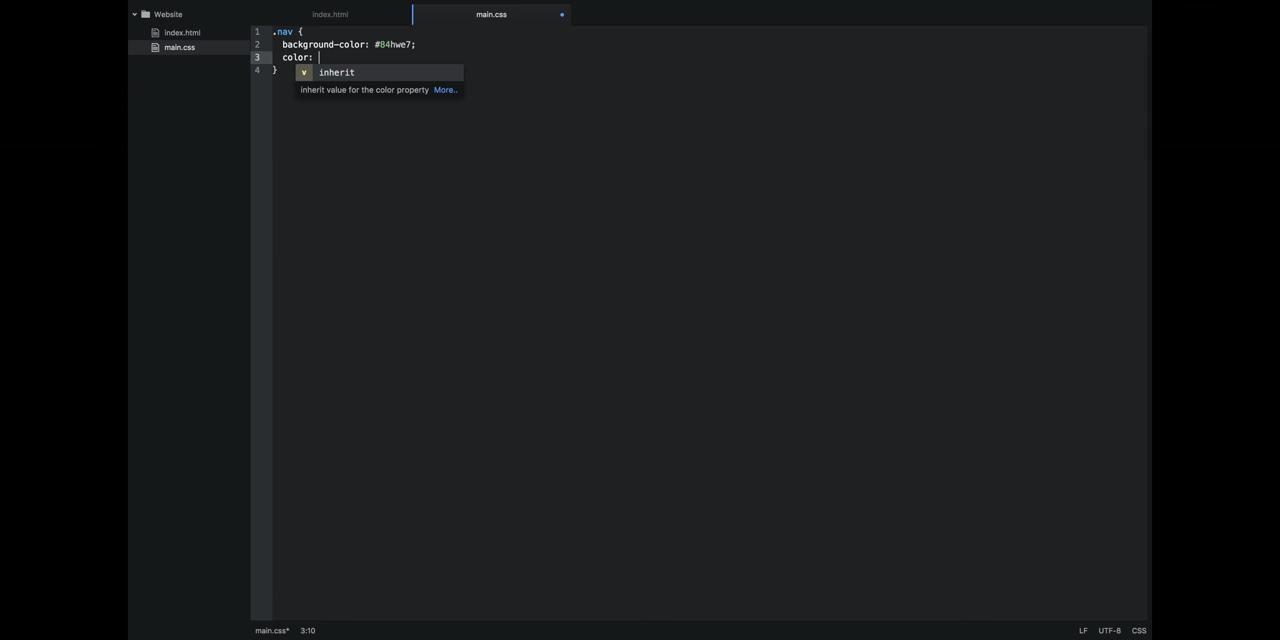 Website
index.html
main.css
index.html
main.css
1 .nav {
2 background-color: #84hwe7;
3 color:
4 }
v inherit
inherit value for the color property More..
main.css* 3:10
LF UTF-8 CSS